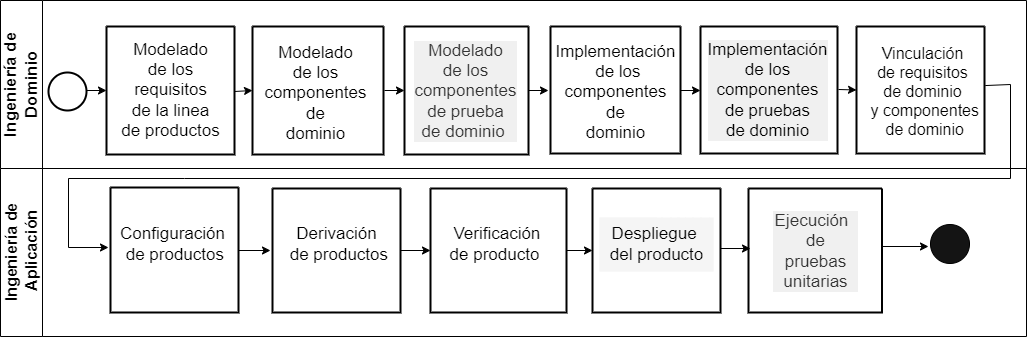 Ingeniería de
Dominio
Modelado
de los
requisitos
de la linea
de productos
Modelado
de los
componentes
de
dominio
Modelado
de los
componentes
de prueba
de dominio
Implementación
de los
componentes
de
dominio
Implementación
de los
componentes
de pruebas
de dominio
Vinculación
de requisitos
de dominio
y componentes
de dominio
Ingeniería de
Aplicación
Configuración
de productos
Derivación
de productos
Verificación
de producto
Despliegue
del producto
Ejecución
de
pruebas
unitarias